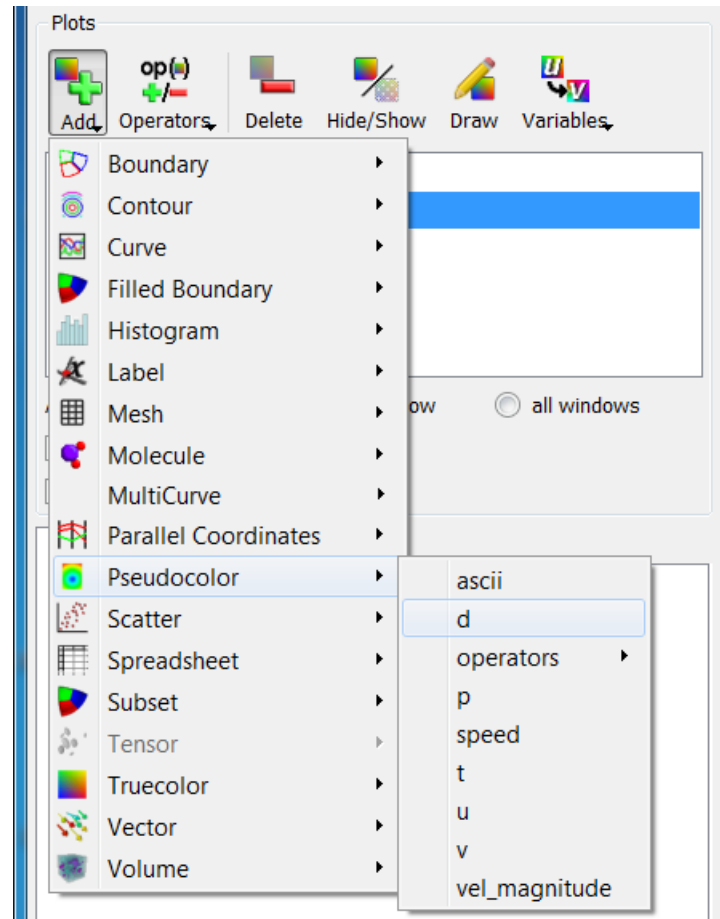 Plots
op( ) +/-
U V
Add Operators Delete Hide/Show Draw Variables
Boundary
Contour
Curve
Filled Boundary
Histogram
Label
ow all windows
Mesh
Molecule
MultiCurve
Parallel Coordinates
Pseudocolor
ascii
Scatter
d
Spreadsheet
operators
Subset
p
Tensor
speed
Truecolor
t
Vector
u
v
Volume
vel_magnitude